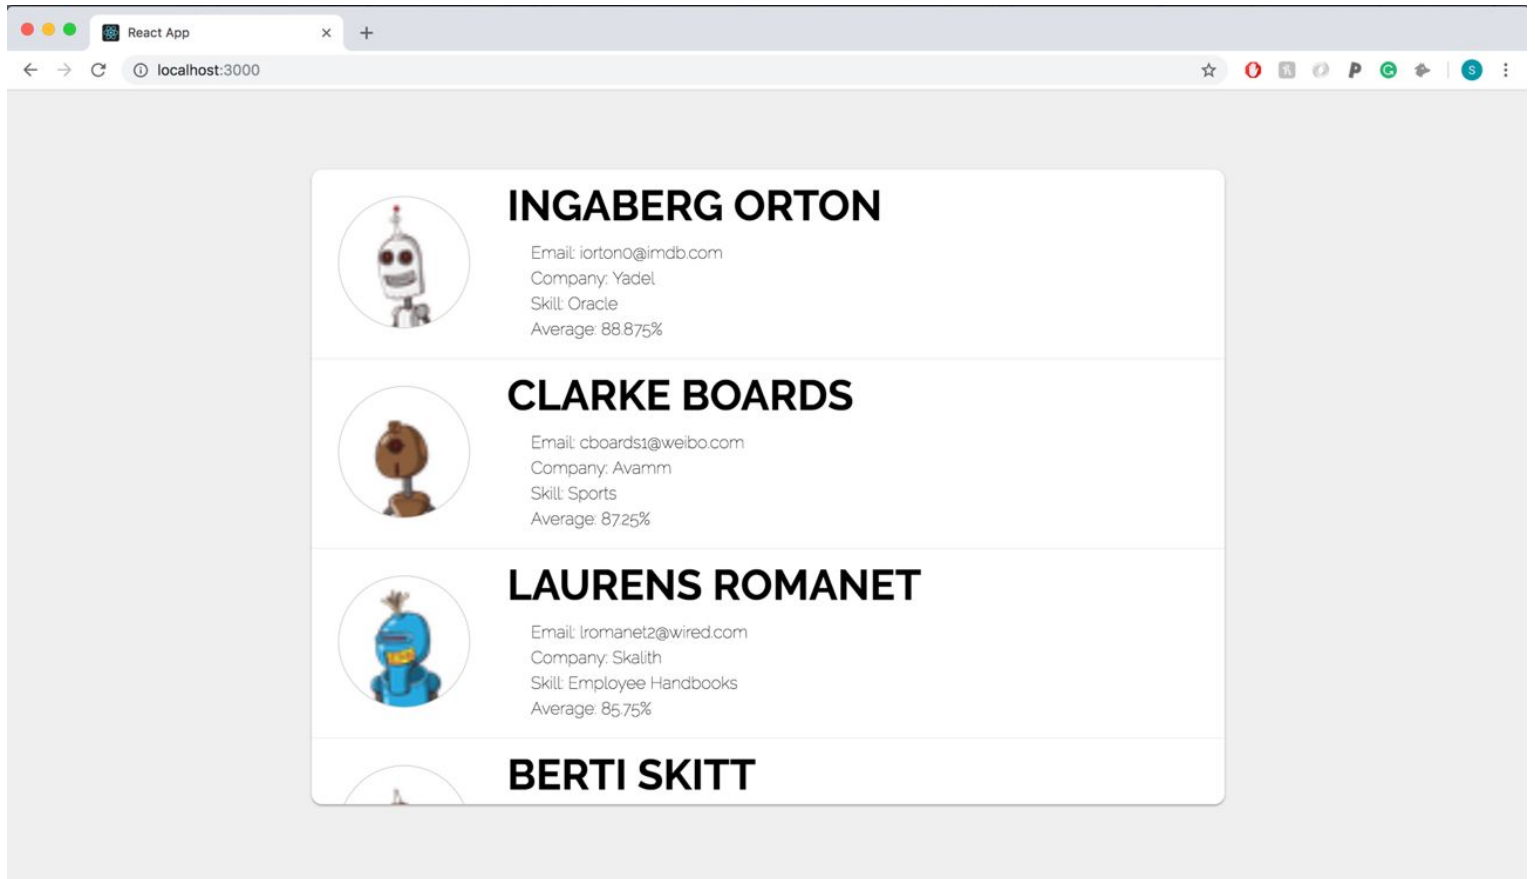 React App
localhost:3000
S
INGABERG ORTON
Email: iorton0@imdb.com
Company: Yadel
Skill: Oracle
Average: 88.875%
CLARKE BOARDS
Email: cboards1@weibo.com
Company: Avamm
Skill: Sports
Average: 87.25%
LAURENS ROMANET
Email: lromanet2@wired.com
Company: Skalith
Skill: Employee Handbooks
Average: 85.75%
BERTI SKITT